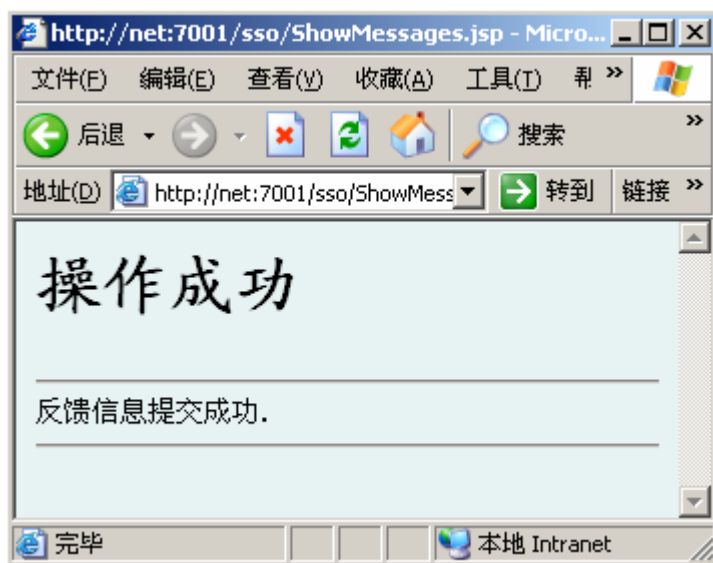 http://net:7001/sso/ShowMessages.jsp - Micro...
文件(F) 编辑(E) 查看(V) 收藏(A) 工具(T) »
后退 搜索 »
地址(D) http://net:7001/sso/ShowMess 转到 链接 »
操作成功
反馈信息提交成功.
完毕 本地 Intranet